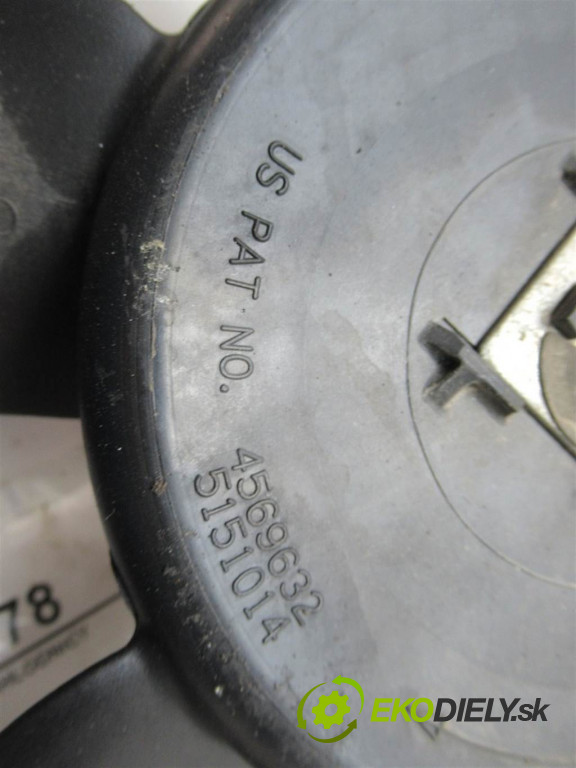 US PAT NO.
4569632
5151014
78
EKODIELY.sk